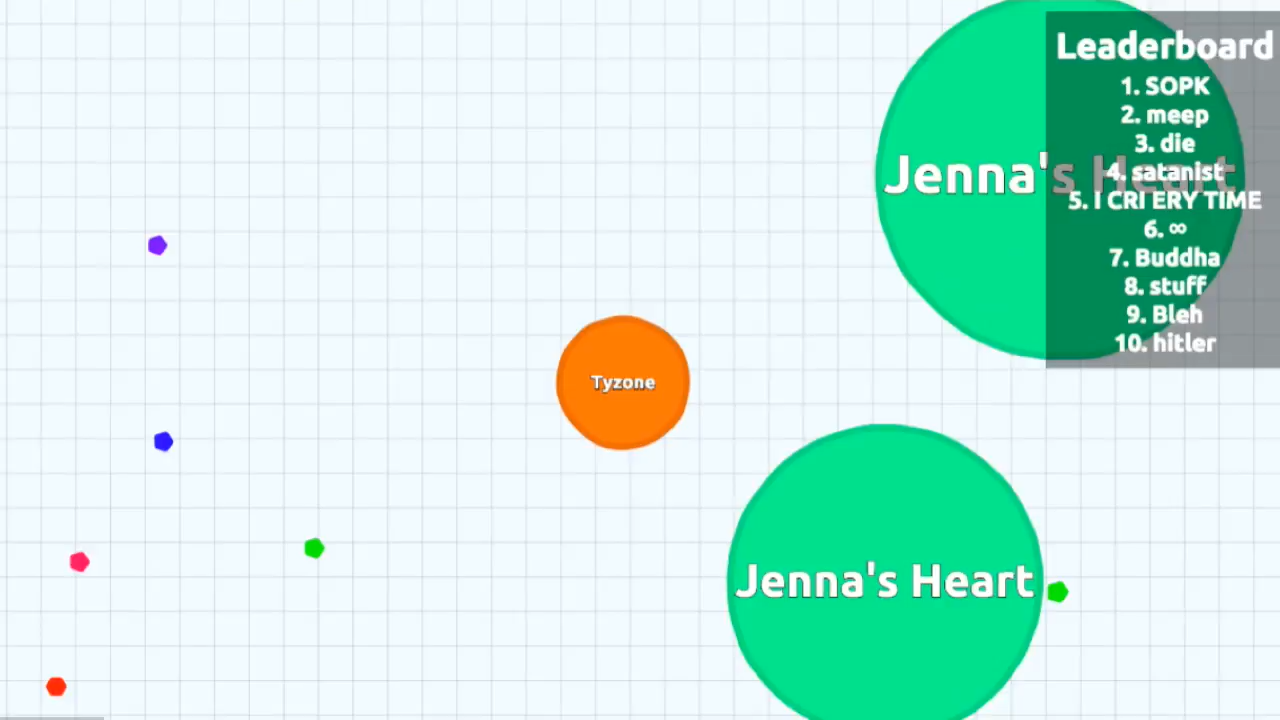 Leaderboard
1. SOPK
2. meep
3. die
4. satanist
5. I CRI ERY TIME
6. ∞
7. Buddha
8. stuff
9. Bleh
10. hitler
Jenna's Heart
Tyzone
Jenna's Heart